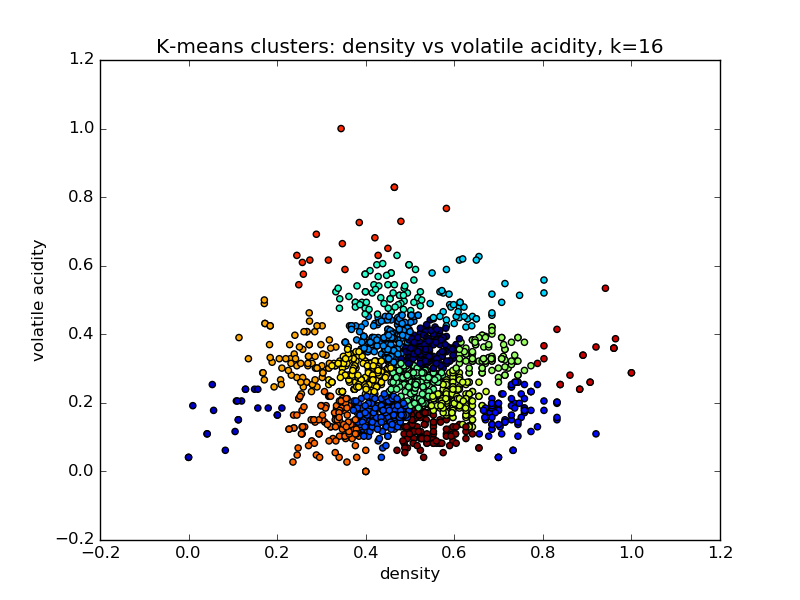 K-means clusters: density vs volatile acidity, k=16
1.2
1.0
0.8
0.6
0.4
0.2
0.0
−0.2
volatile acidity
−0.2 0.0 0.2 0.4 0.6 0.8 1.0 1.2
density